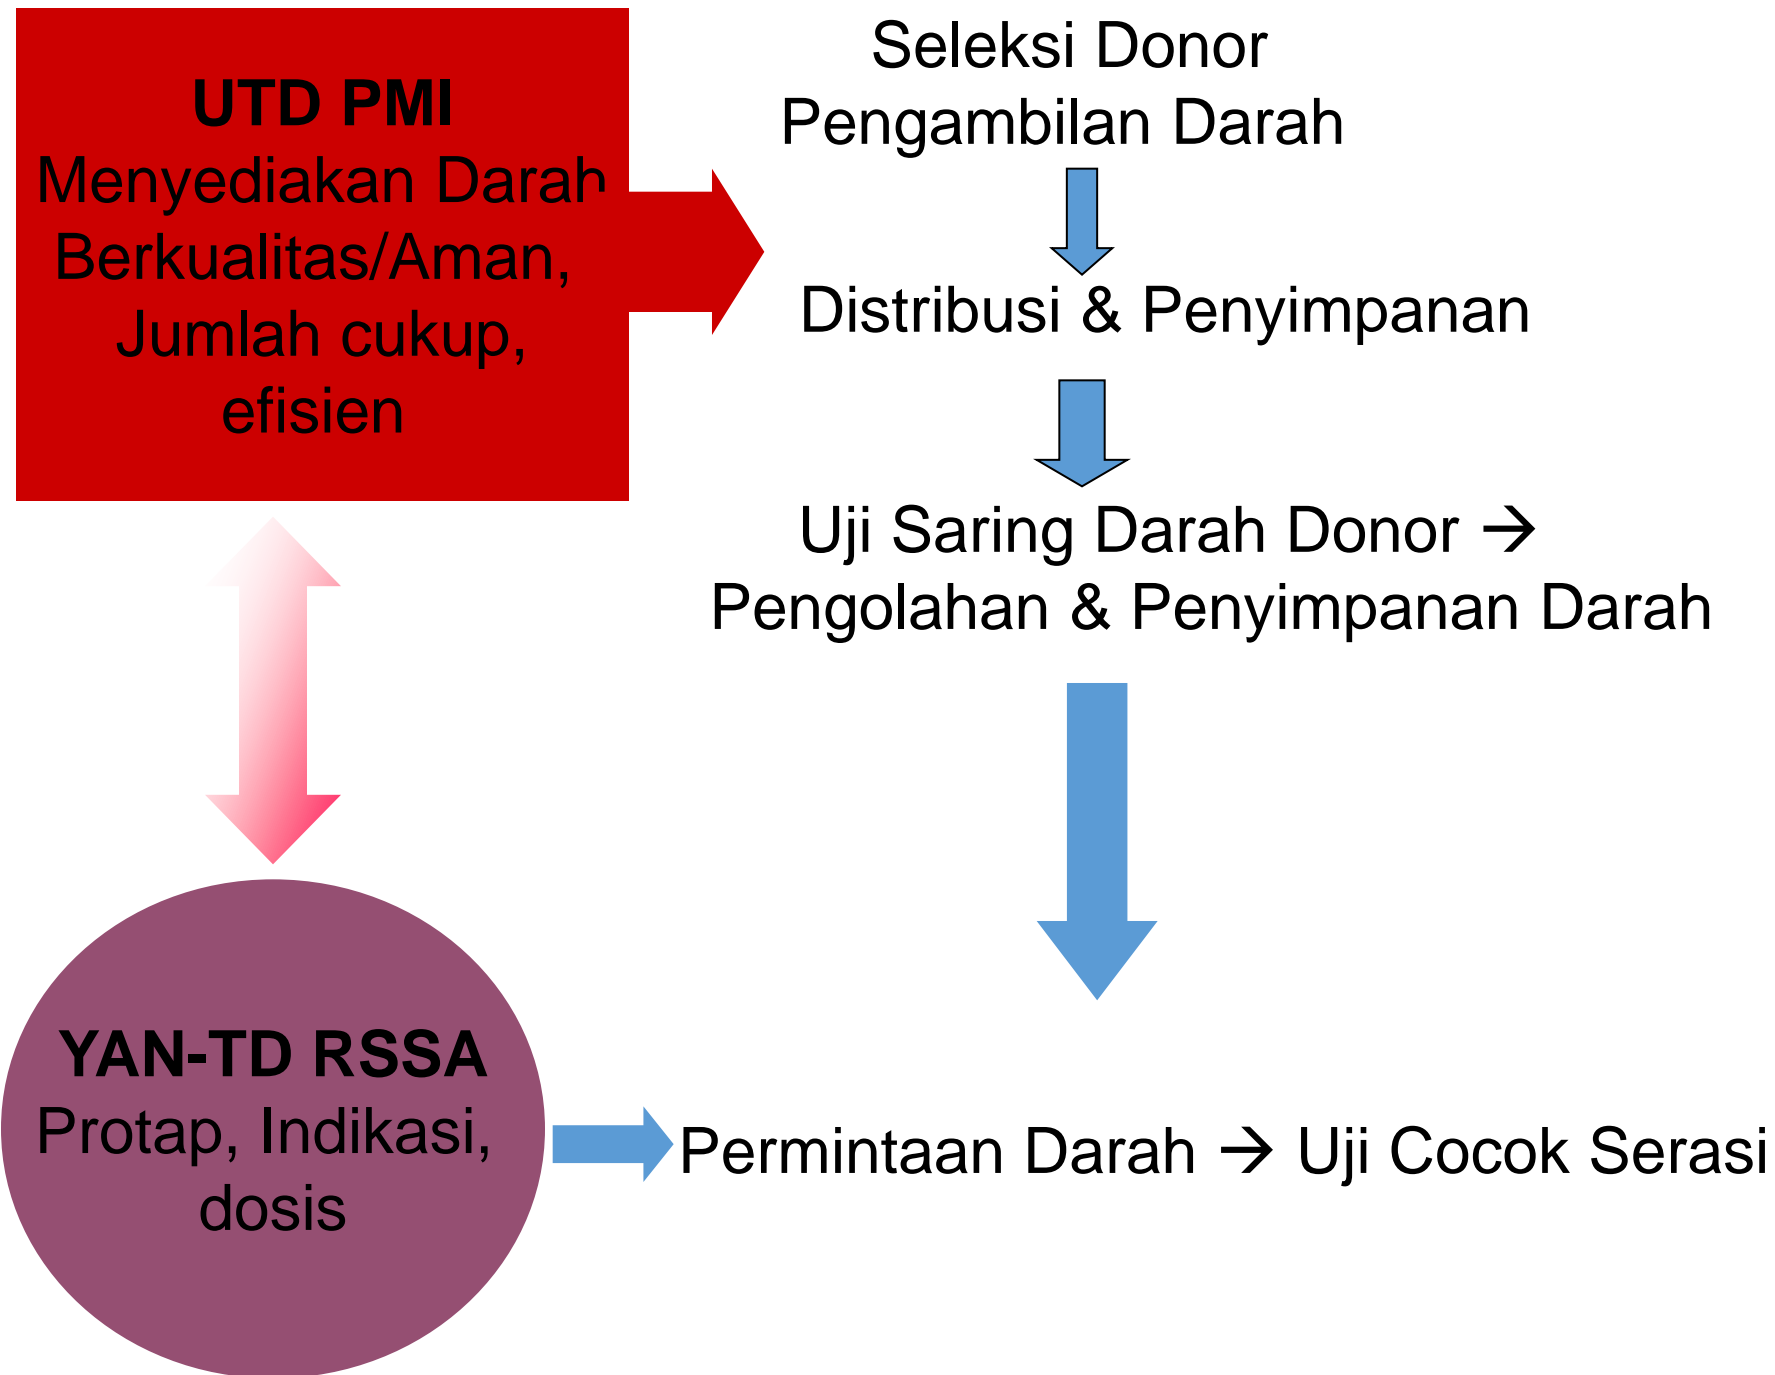 UTD PMI
Menyediakan Darah
Berkualitas/Aman,
Jumlah cukup,
efisien
Seleksi Donor
Pengambilan Darah
Distribusi & Penyimpanan
Uji Saring Darah Donor →
Pengolahan & Penyimpanan Darah
YAN-TD RSSA
Protap, Indikasi,
dosis
Permintaan Darah → Uji Cocok Serasi